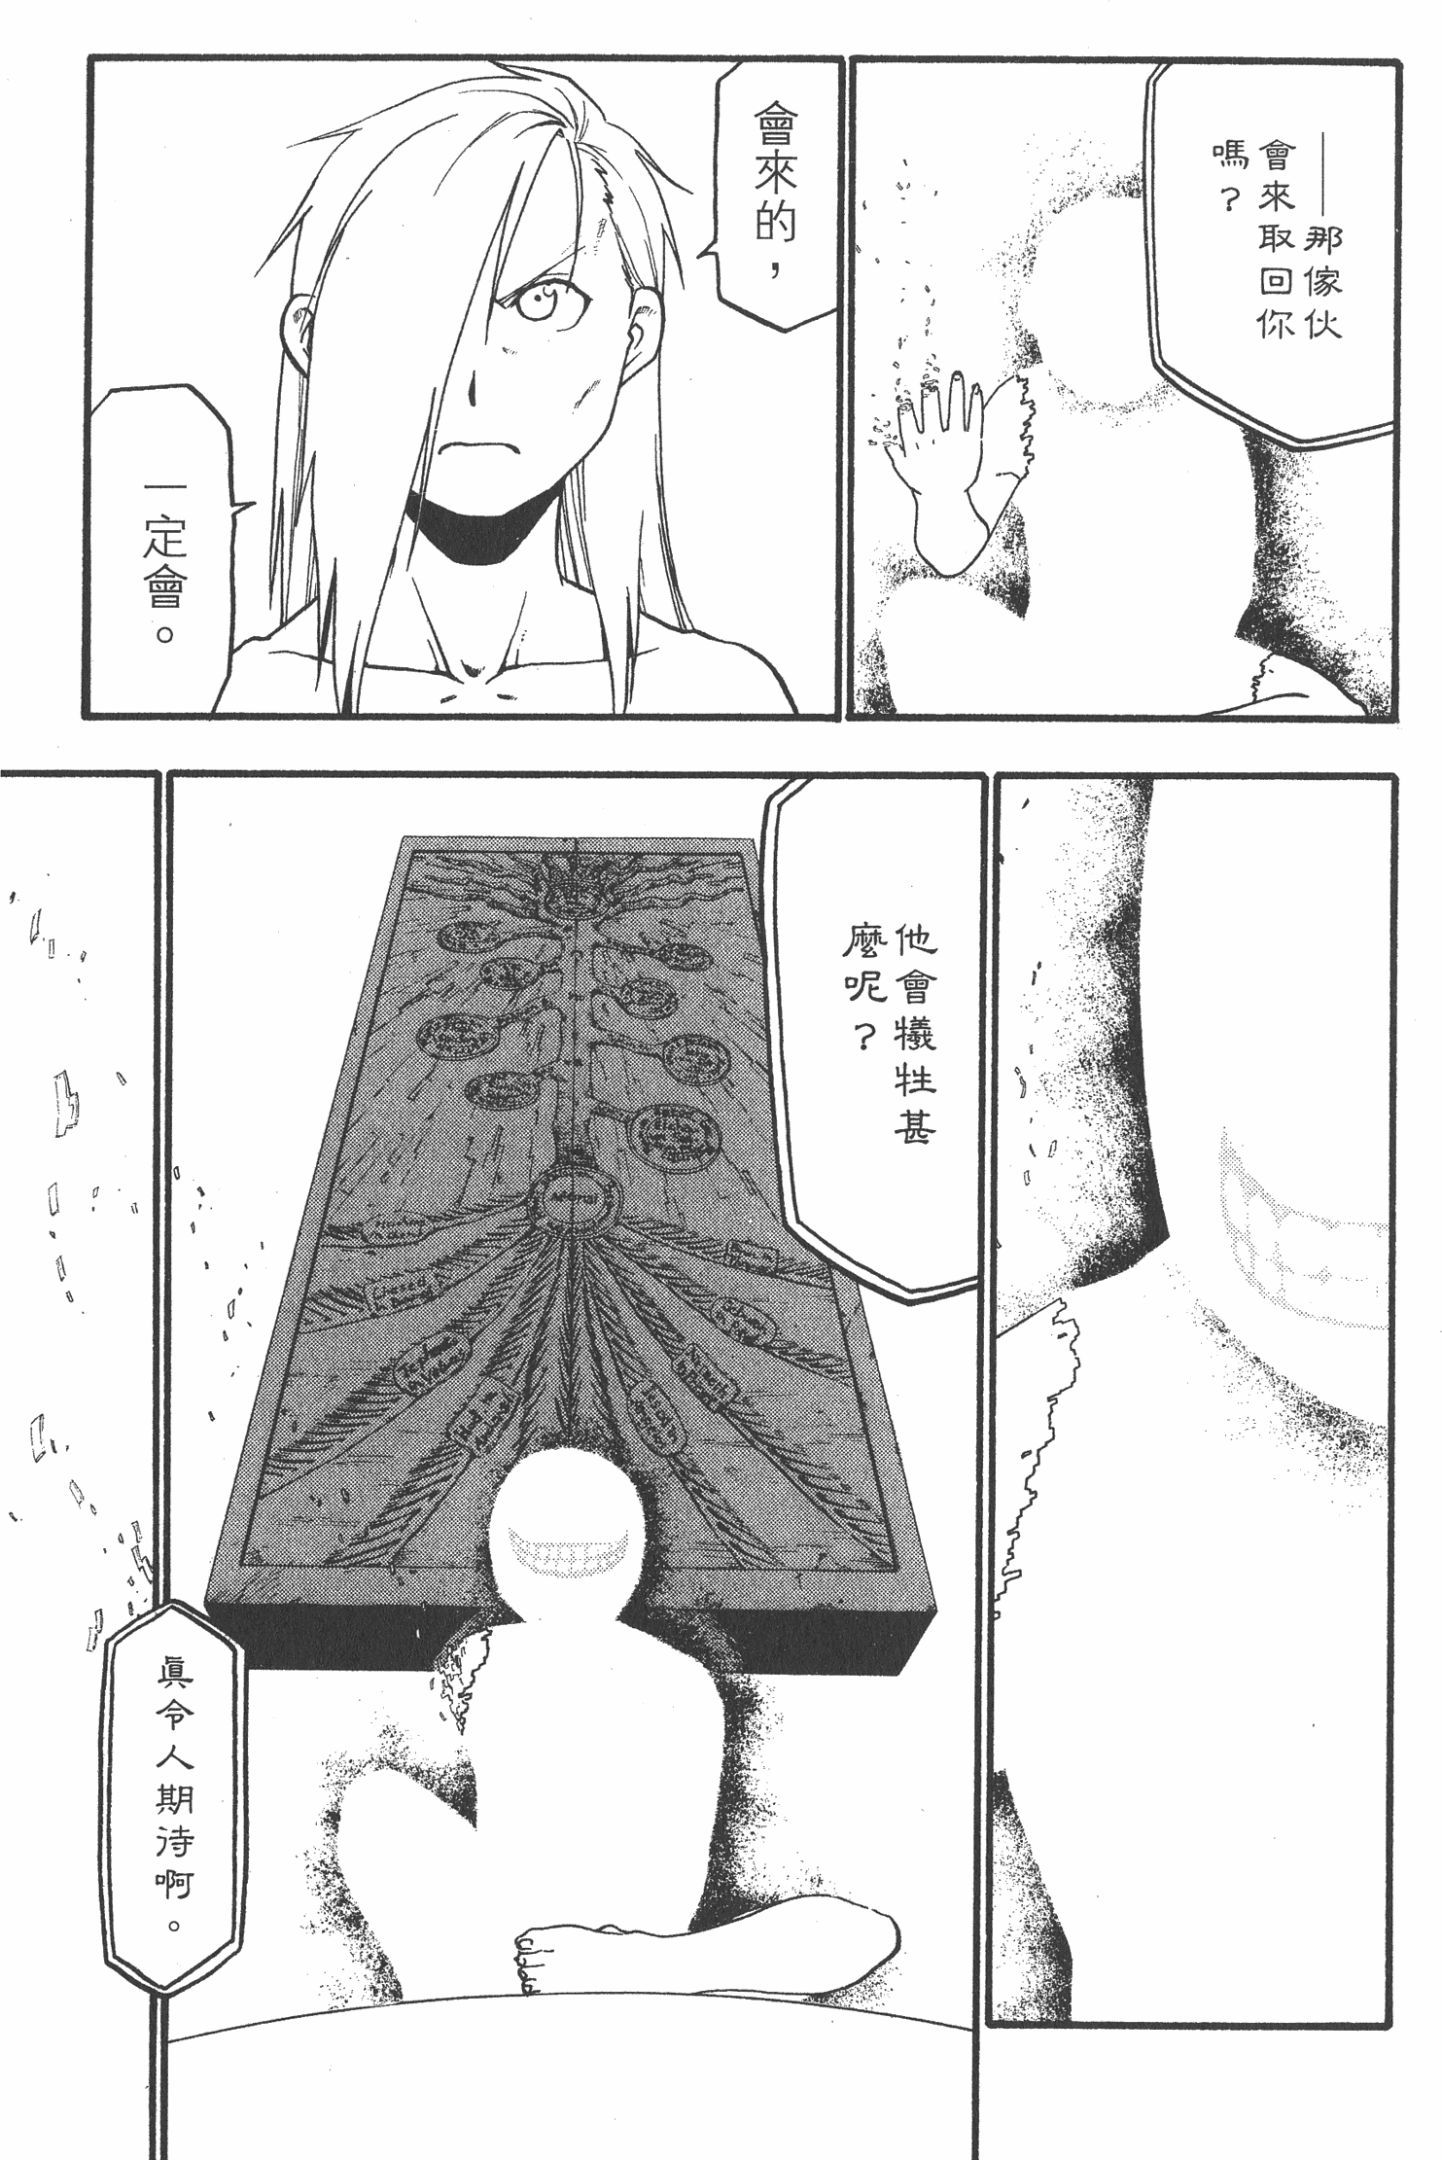 ——那傢伙
會來取回你
嗎？
會來的，
一定會。
他會犧牲甚
麼呢？
眞令人期待啊。